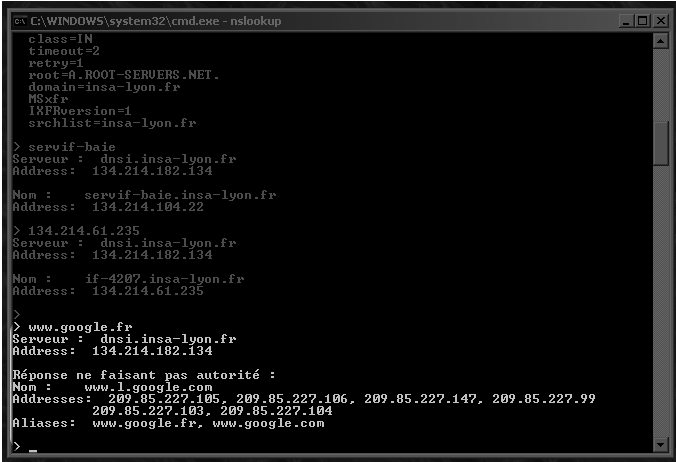 C:\WINDOWS\system32\cmd.exe - nslookup
class=IN
timeout=2
retry=1
root=A.ROOT-SERVERS.NET.
domain=insa-lyon.fr
MSxfr
IXFRversion=1
srchlist=insa-lyon.fr
> servif-baie
Serveur :  dnsi.insa-lyon.fr
Address:  134.214.182.134
Nom :    servif-baie.insa-lyon.fr
Address:  134.214.104.22
> 134.214.61.235
Serveur :  dnsi.insa-lyon.fr
Address:  134.214.182.134
Nom :    if-4207.insa-lyon.fr
Address:  134.214.61.235
>
> www.google.fr
Serveur :  dnsi.insa-lyon.fr
Address:  134.214.182.134
Réponse ne faisant pas autorité :
Nom :    www.l.google.com
Addresses:  209.85.227.105, 209.85.227.106, 209.85.227.147, 209.85.227.99
209.85.227.103, 209.85.227.104
Aliases:  www.google.fr, www.google.com
> _